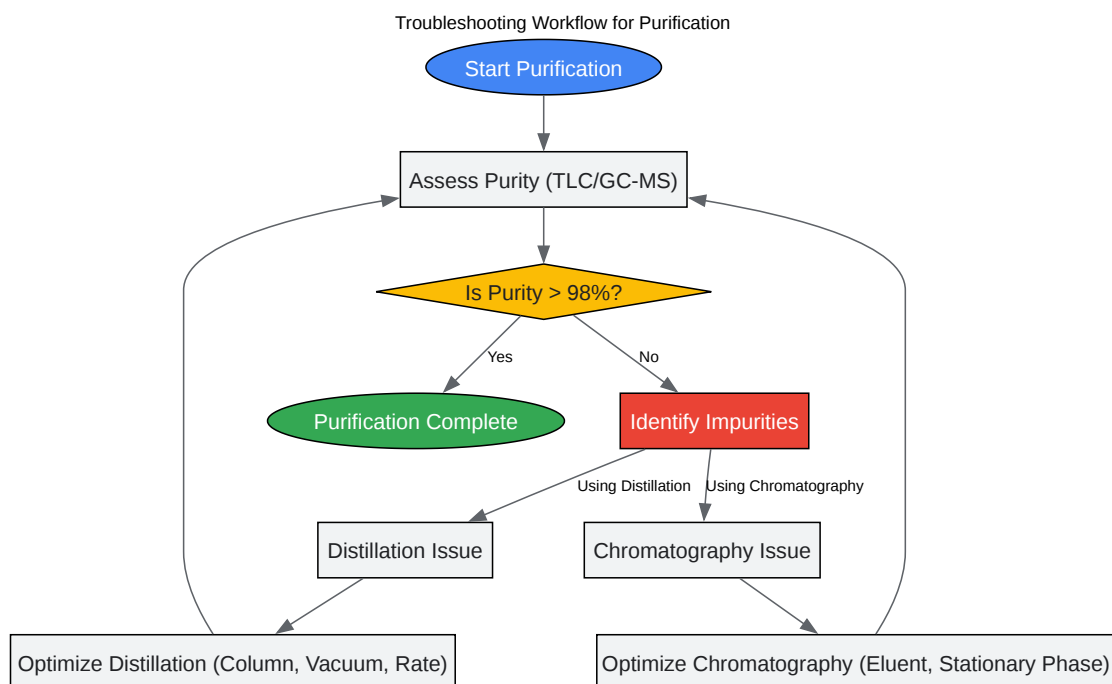 Troubleshooting Workflow for Purification
Start Purification
Assess Purity (TLC/GC-MS)
Is Purity > 98%?
Yes
No
Purification Complete
Identify Impurities
Using Distillation
Using Chromatography
Distillation Issue
Chromatography Issue
Optimize Distillation (Column, Vacuum, Rate)
Optimize Chromatography (Eluent, Stationary Phase)